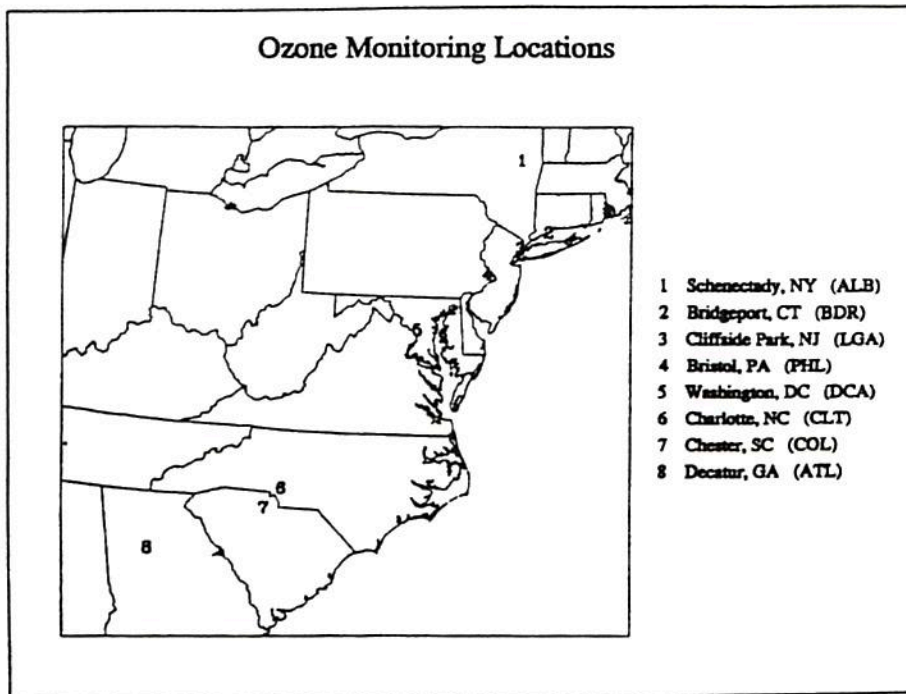 Ozone Monitoring Locations
1
2
5
6
7
8
1 Schenectady, NY (ALB)
2 Bridgeport, CT (BDR)
3 Cliffside Park, NJ (LGA)
4 Bristol, PA (PHL)
5 Washington, DC (DCA)
6 Charlotte, NC (CLT)
7 Chester, SC (COL)
8 Decatur, GA (ATL)